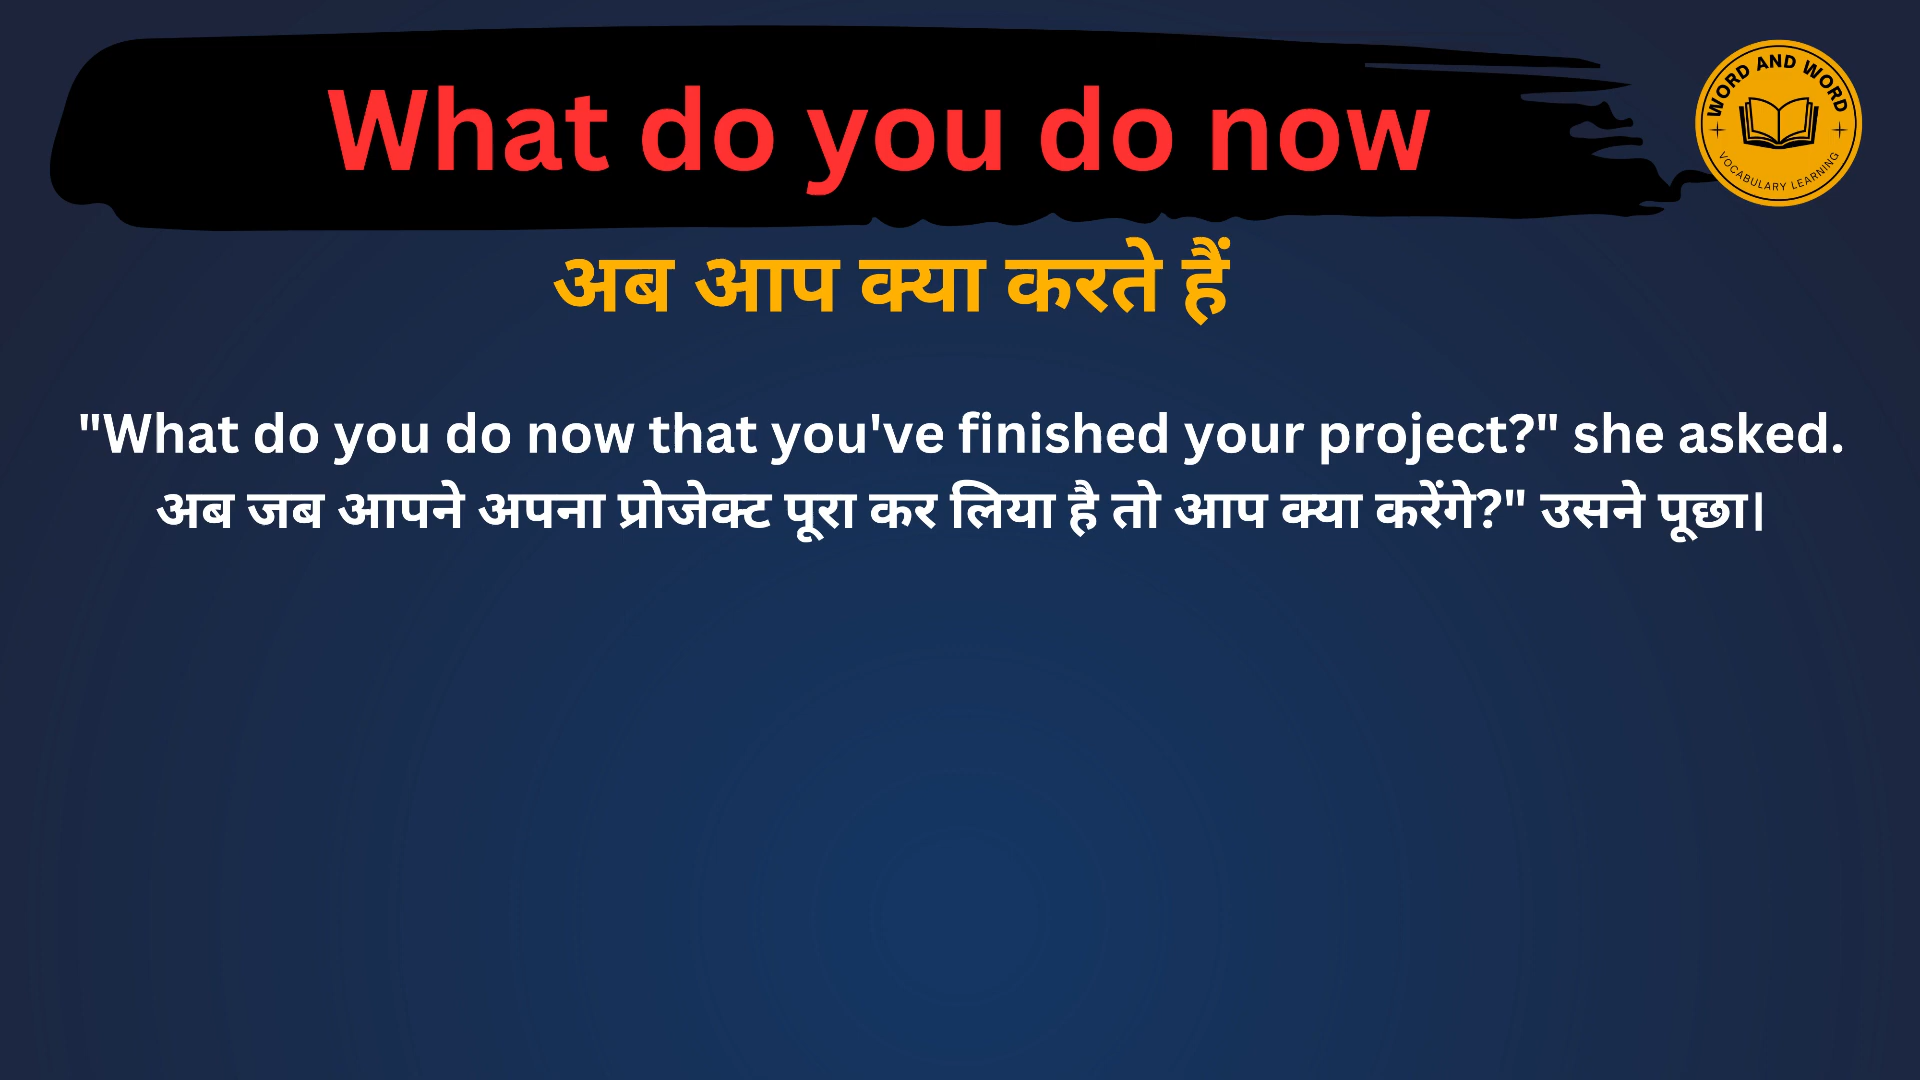 What do you do now
WORD AND WORD
VOCABULARY LEARNING
अब आप क्या करते हैं
"What do you do now that you've finished your project?" she asked.
अब जब आपने अपना प्रोजेक्ट पूरा कर लिया है तो आप क्या करेंगे?" उसने पूछा।